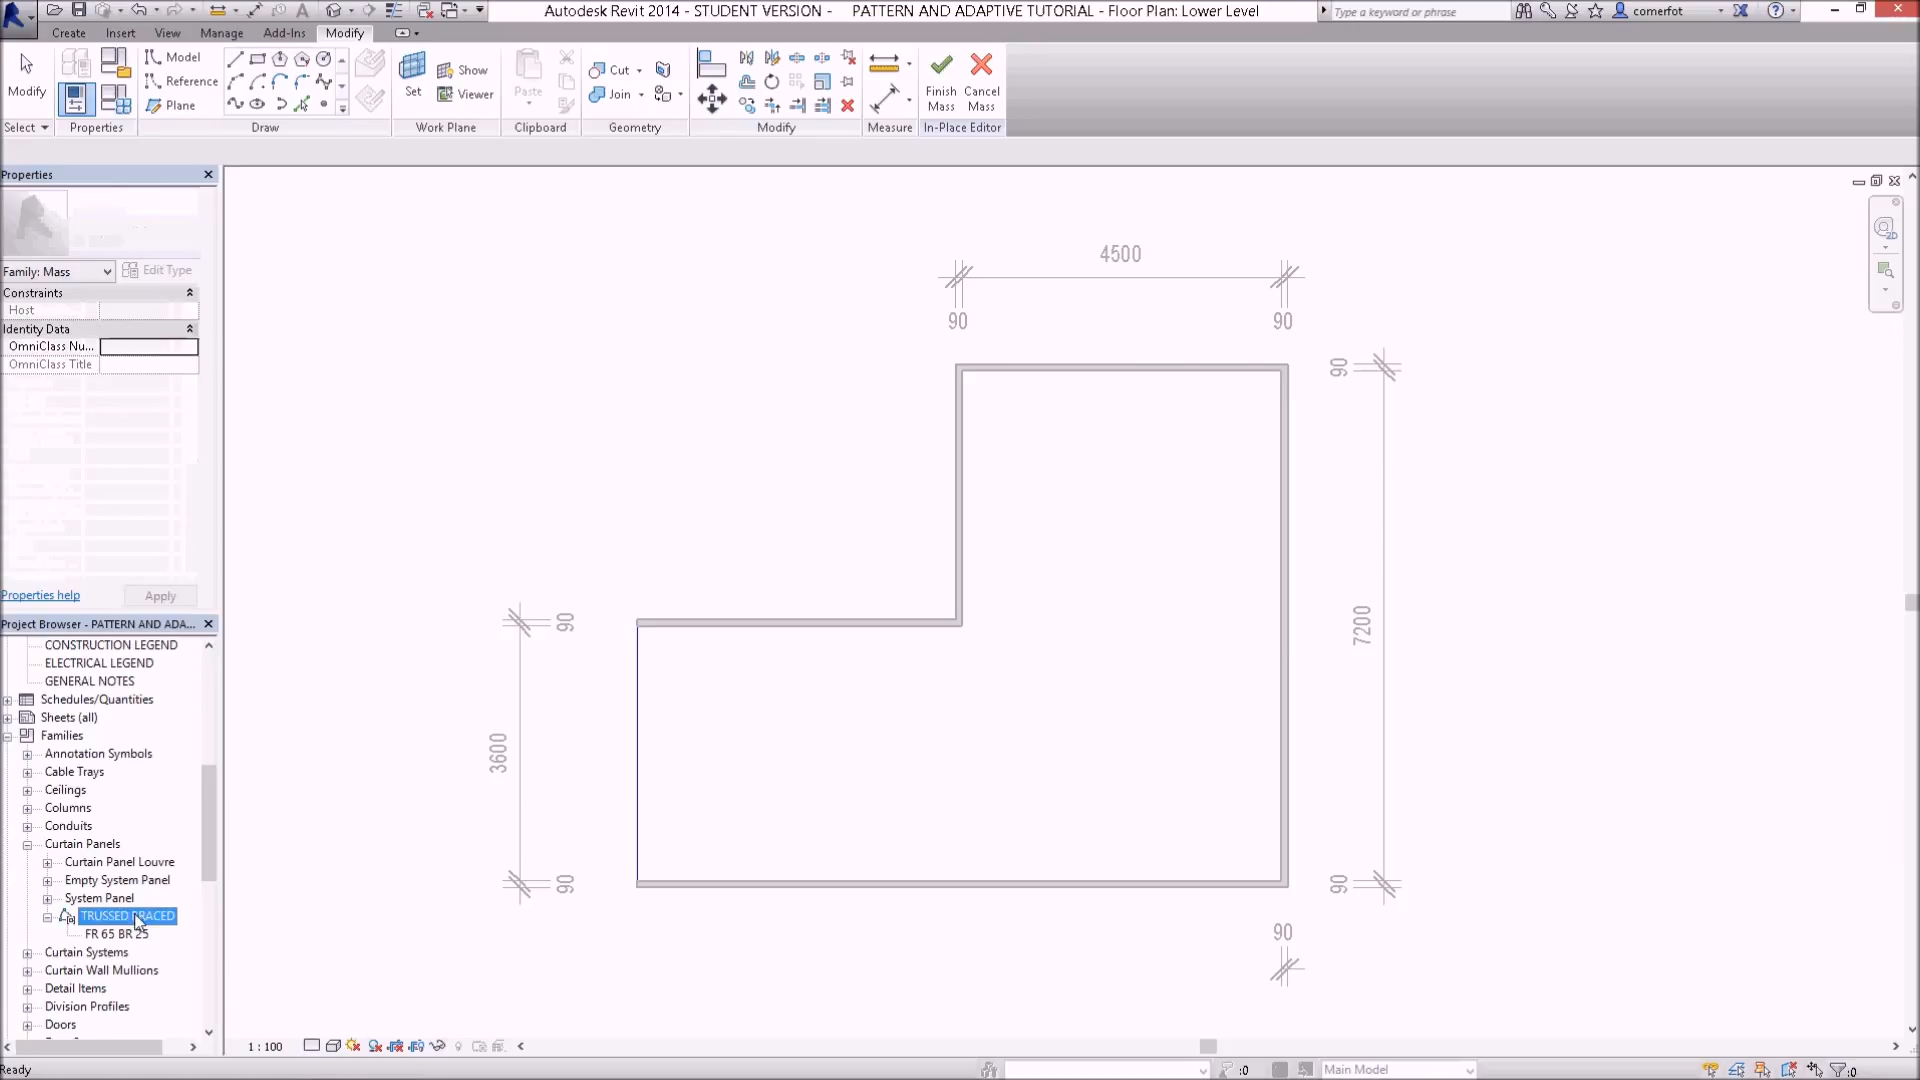 Autodesk Revit 2014 - STUDENT VERSION - PATTERN AND ADAPTIVE TUTORIAL - Floor Plan: Lower Level
Type a keyword or phrase
comerfot
Create Insert View Manage Add-Ins Modify
Modify
Model
Reference
Plane
Set
Show
Viewer
Paste
Cut
Join
Finish Mass
Cancel Mass
Select Properties Draw Work Plane Clipboard Geometry Modify Measure In-Place Editor
Properties
Family: Mass
Edit Type
Constraints
Host
Identity Data
OmniClass Nu...
OmniClass Title
Properties help
Apply
Project Browser - PATTERN AND ADA...
CONSTRUCTION LEGEND
ELECTRICAL LEGEND
GENERAL NOTES
Schedules/Quantities
Sheets (all)
Families
Annotation Symbols
Cable Trays
Ceilings
Columns
Conduits
Curtain Panels
Curtain Panel Louvre
Empty System Panel
System Panel
TRUSSED BRACED
FR 65 BR 25
Curtain Systems
Curtain Wall Mullions
Detail Items
Division Profiles
Doors
4500
90
90
90
7200
90
90
3600
90
90
2D
1 : 100
Ready
:0
Main Model
:0